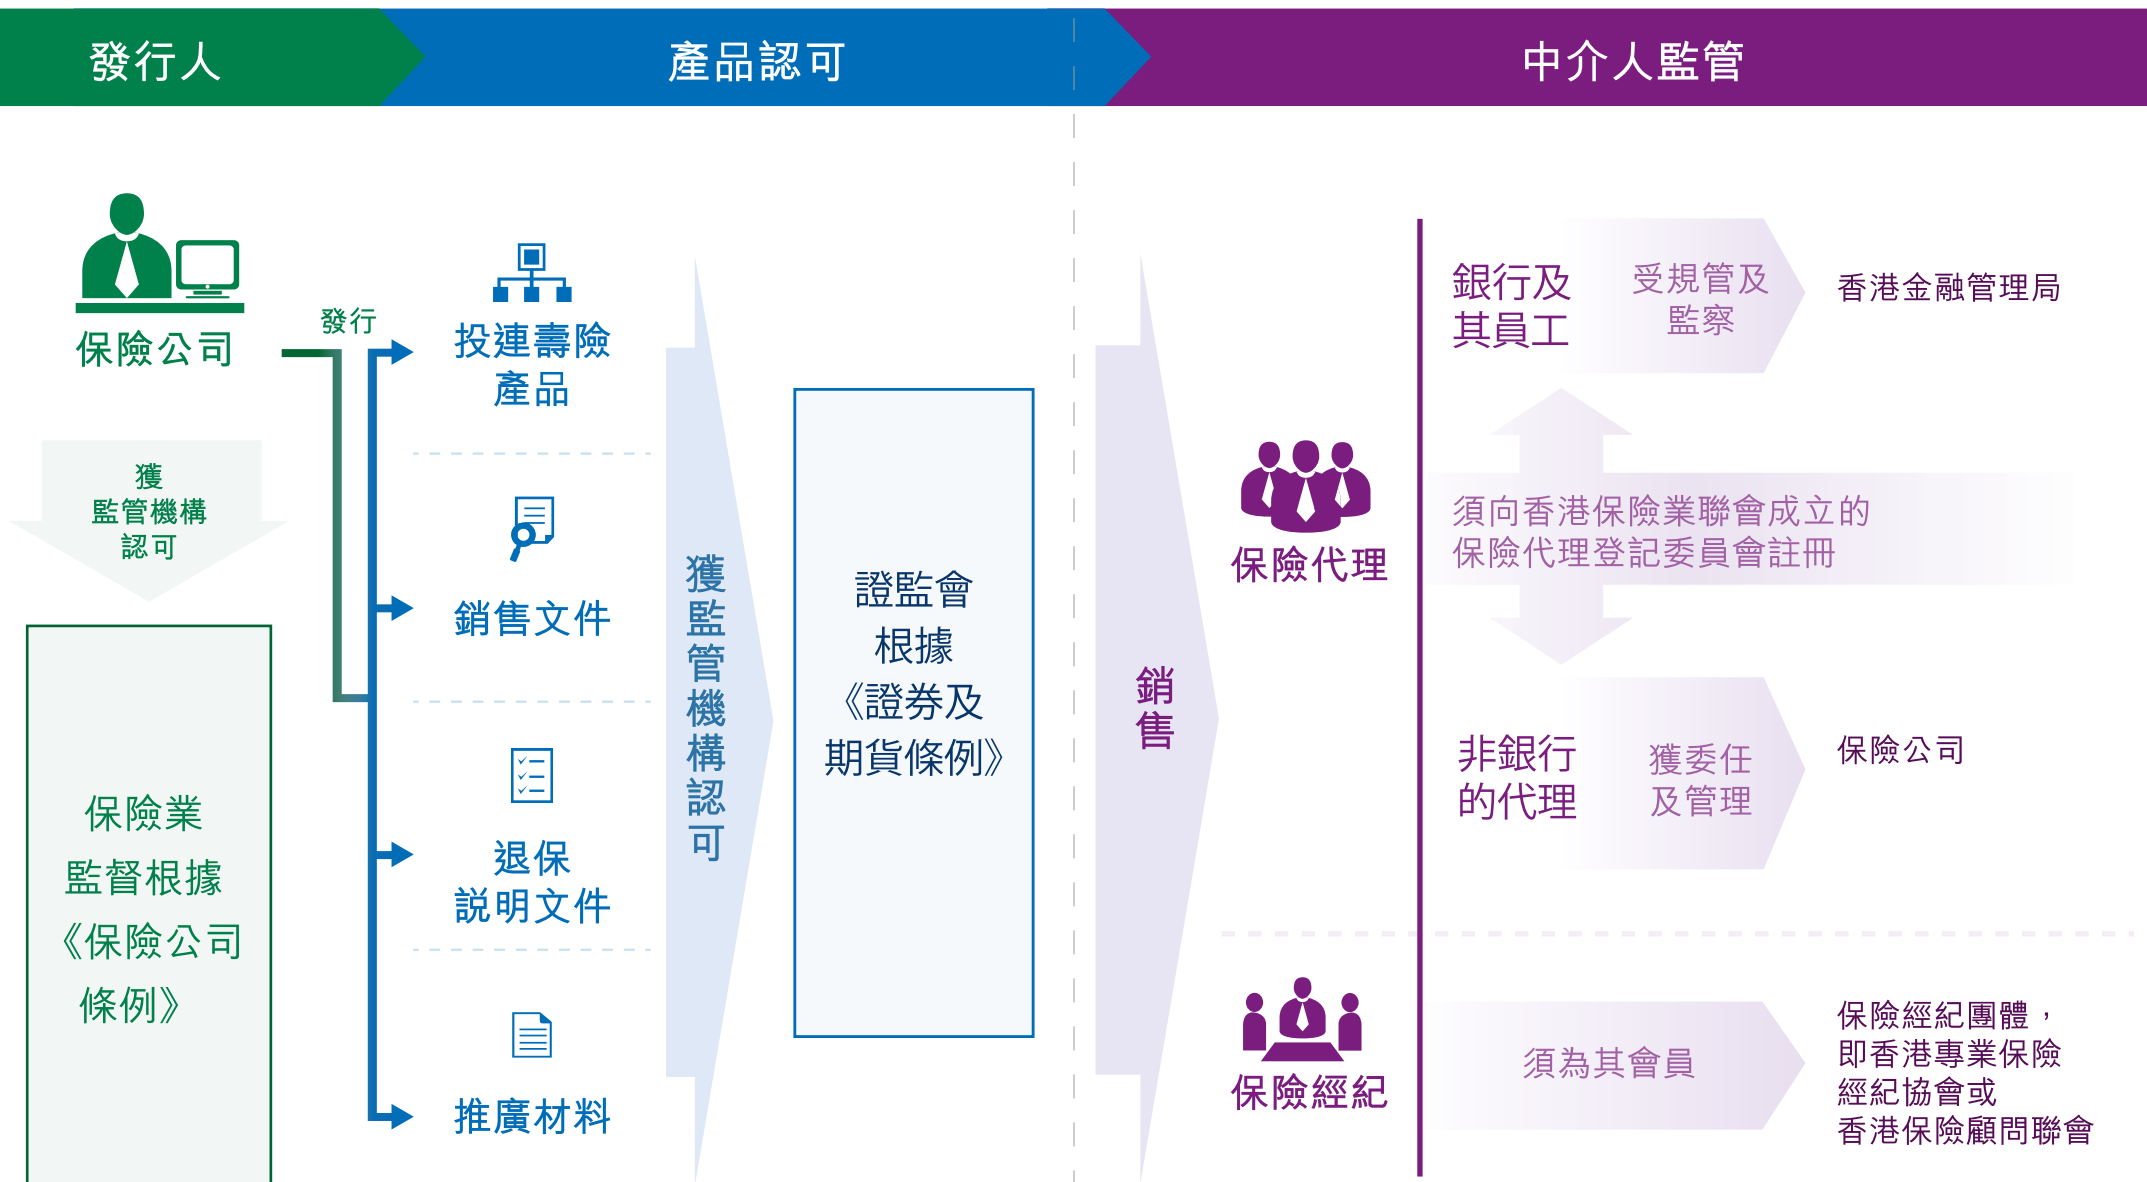 發行人
產品認可
中介人監管
保險公司
獲
監管機構
認可
保險業
監督根據
《保險公司
條例》
發行
投連壽險
產品
銷售文件
退保
説明文件
推廣材料
獲監管機構認可
證監會
根據
《證券及
期貨條例》
銷售
保險代理
銀行及
其員工
受規管及
監察
香港金融管理局
須向香港保險業聯會成立的
保險代理登記委員會註冊
非銀行
的代理
獲委任
及管理
保險公司
保險經紀
須為其會員
保險經紀團體，
即香港專業保險
經紀協會或
香港保險顧問聯會